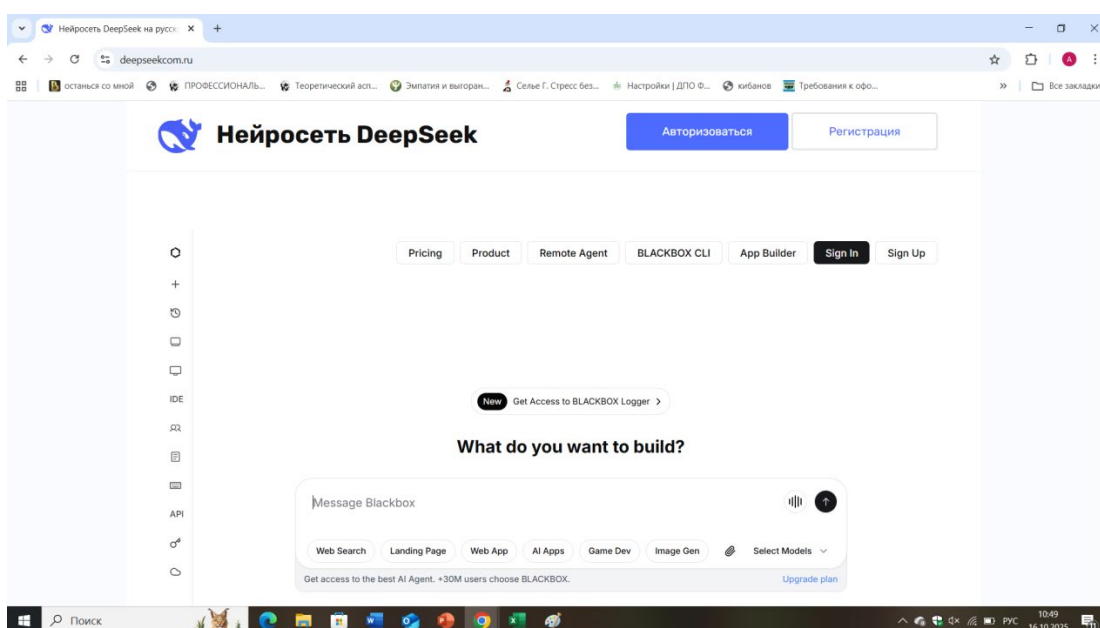 Нейросеть DeepSeek на русск
deepseekcom.ru
останься со мной ПРОФЕССИОНАЛЬ... Теоретический асп... Эмпатия и выгоран... Селье Г. Стресс без... Настройки | ДПО Ф... кибанов Требования к офо... » Все закладки
Нейросеть DeepSeek Авторизоваться Регистрация
Pricing Product Remote Agent BLACKBOX CLI App Builder Sign In Sign Up
IDE
New Get Access to BLACKBOX Logger >
What do you want to build?
Message Blackbox
API
Web Search Landing Page Web App AI Apps Game Dev Image Gen Select Models
Get access to the best AI Agent. +30M users choose BLACKBOX. Upgrade plan
Поиск РУС 10:49
16.10.2025